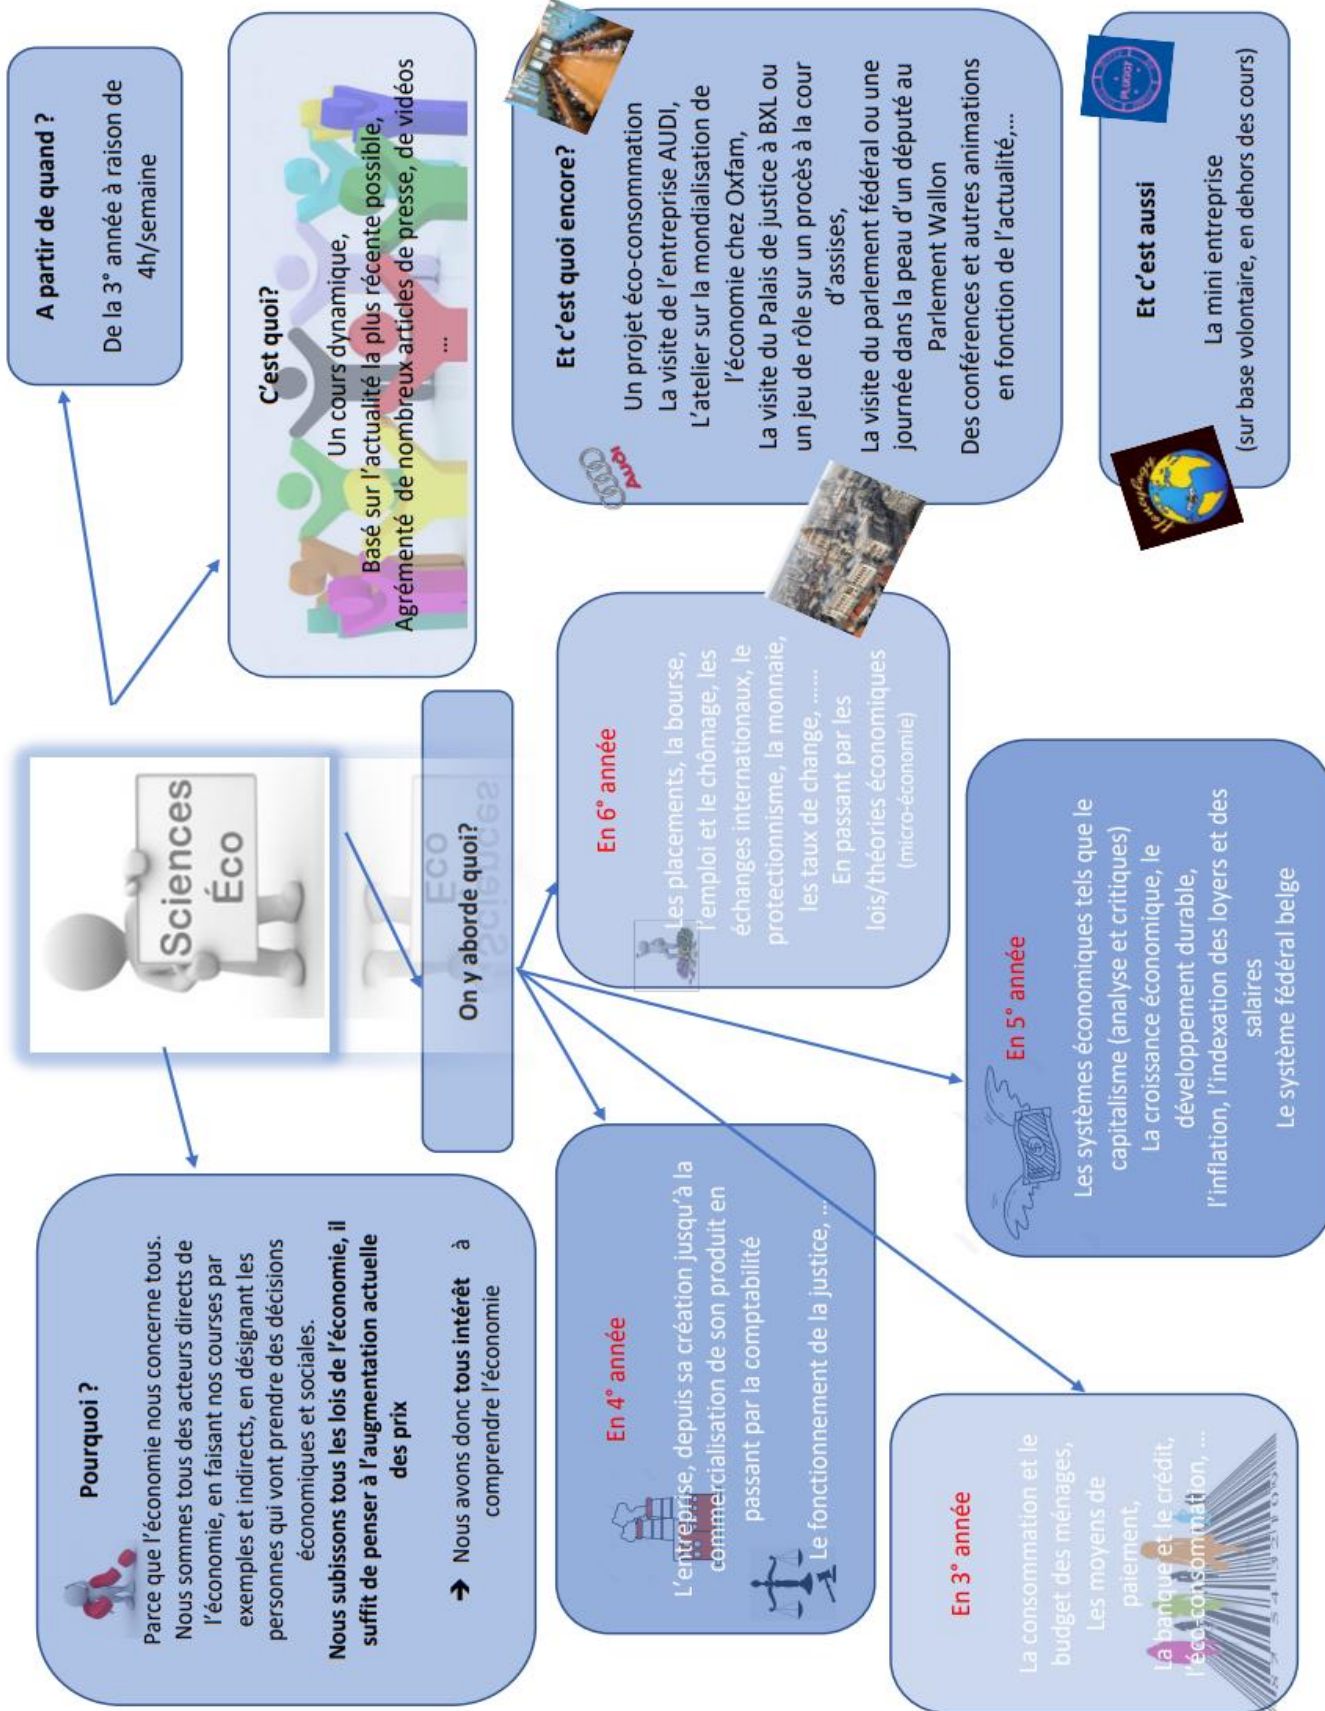 Sciences
Éco
Pourquoi ?
Parce que l'économie nous concerne tous.
Nous sommes tous des acteurs directs de
l'économie, en faisant nos courses par
exemples et indirects, en désignant les
personnes qui vont prendre des décisions
économiques et sociales.
Nous subissons tous les lois de l'économie, il
suffit de penser à l'augmentation actuelle
des prix
➔ Nous avons donc tous intérêt à
comprendre l'économie
A partir de quand ?
De la 3° année à raison de
4h/semaine
C'est quoi?
Un cours dynamique,
Basé sur l'actualité la plus récente possible,
Agrémenté de nombreux articles de presse, de vidéos
...
On y aborde quoi?
En 3° année
La consommation et le
budget des ménages,
Les moyens de
paiement,
La banque et le crédit,
l'éco-consommation, ...
En 4° année
L'entreprise, depuis sa création jusqu'à la
commercialisation de son produit en
passant par la comptabilité
Le fonctionnement de la justice, ...
En 5° année
Les systèmes économiques tels que le
capitalisme (analyse et critiques)
La croissance économique, le
développement durable,
l'inflation, l'indexation des loyers et des
salaires
Le système fédéral belge
En 6° année
Les placements, la bourse,
l'emploi et le chômage, les
échanges internationaux, le
protectionnisme, la monnaie,
les taux de change, ......
En passant par les
lois/théories économiques
(micro-économie)
Et c'est quoi encore?
Audi
Un projet éco-consommation
La visite de l'entreprise AUDI,
L'atelier sur la mondialisation de
l'économie chez Oxfam,
La visite du Palais de justice à BXL ou
un jeu de rôle sur un procès à la cour
d'assises,
La visite du parlement fédéral ou une
journée dans la peau d'un député au
Parlement Wallon
Des conférences et autres animations
en fonction de l'actualité,...
Et c'est aussi
La mini entreprise
(sur base volontaire, en dehors des cours)
Honeylogy
PLUGGY